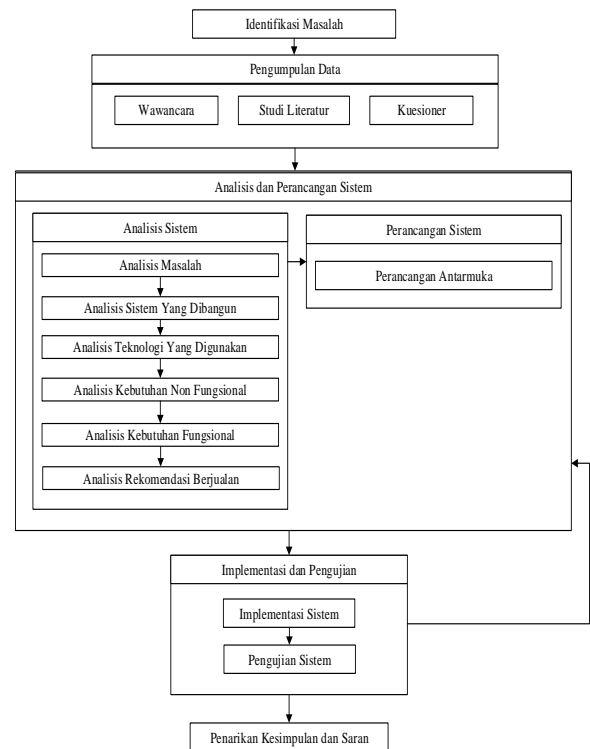 Identifikasi Masalah
Pengumpulan Data
Wawancara
Studi Literatur
Kuesioner
Analisis dan Perancangan Sistem
Analisis Sistem
Analisis Masalah
Analisis Sistem Yang Dibangun
Analisis Teknologi Yang Digunakan
Analisis Kebutuhan Non Fungsional
Analisis Kebutuhan Fungsional
Analisis Rekomendasi Berjualan
Perancangan Sistem
Perancangan Antarmuka
Implementasi dan Pengujian
Implementasi Sistem
Pengujian Sistem
Penarikan Kesimpulan dan Saran